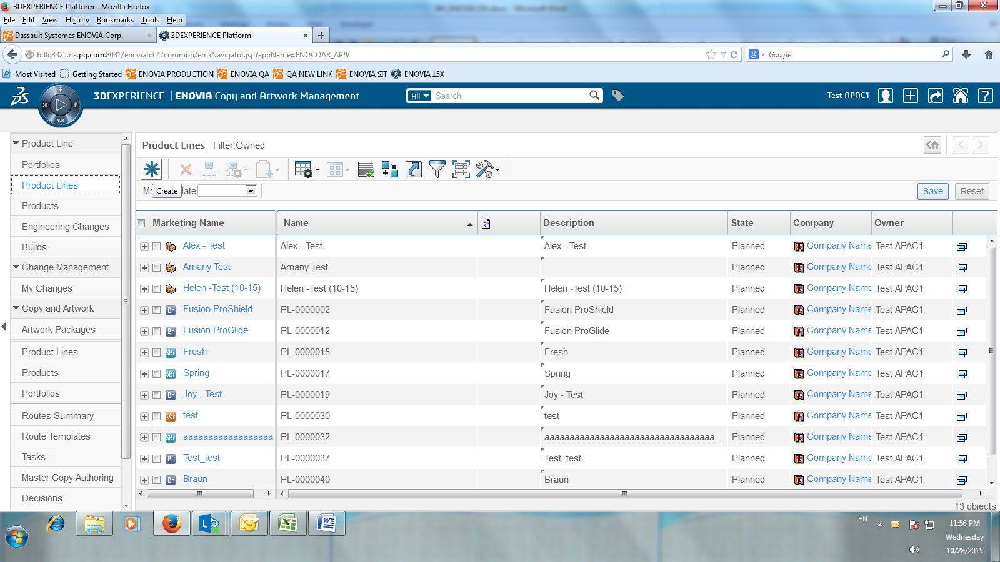 3DEXPERIENCE Platform - Mozilla Firefox
File Edit View History Bookmarks Tools Help
Dassault Systemes ENOVIA Corp.
3DEXPERIENCE Platform
bdlg3325.na.pg.com:8081/enoviafd04/common/emxNavigator.jsp?appName=ENOCOAR_AP&
Google
Most Visited Getting Started ENOVIA PRODUCTION ENOVIA QA QA NEW LINK ENOVIA SIT ENOVIA 15X
3DEXPERIENCE | ENOVIA Copy and Artwork Management
All Search
Test APAC1
3D
V.R
Product Line
Portfolios
Product Lines
Products
Engineering Changes
Builds
Change Management
My Changes
Copy and Artwork
Artwork Packages
Product Lines
Products
Portfolios
Routes Summary
Route Templates
Tasks
Master Copy Authoring
Decisions
Product Lines | Filter:Owned
Create
Save Reset
Marketing Name Name Description State Company Owner
Alex - Test Alex - Test Alex - Test Planned Company Name Test APAC1
Amany Test Amany Test Planned Company Name Test APAC1
Helen -Test (10-15) Helen -Test (10-15) Helen -Test (10-15) Planned Company Name Test APAC1
Br Fusion ProShield PL-0000002 Fusion ProShield Planned Company Name Test APAC1
Br Fusion ProGlide PL-0000012 Fusion ProGlide Planned Company Name Test APAC1
SBr Fresh PL-0000015 Fresh Planned Company Name Test APAC1
SBr Spring PL-0000017 Spring Planned Company Name Test APAC1
Br Joy - Test PL-0000019 Joy - Test Planned Company Name Test APAC1
Var test PL-0000030 test Planned Company Name Test APAC1
SBr aaaaaaaaaaaaaaaaaa PL-0000032 aaaaaaaaaaaaaaaaaaaaaaaaaaaaaaaaaa... Planned Company Name Test APAC1
Br Test_test PL-0000037 Test_test Planned Company Name Test APAC1
Br Braun PL-0000040 Braun Planned Company Name Test APAC1
13 objects
EN
11:56 PM
Wednesday
10/28/2015